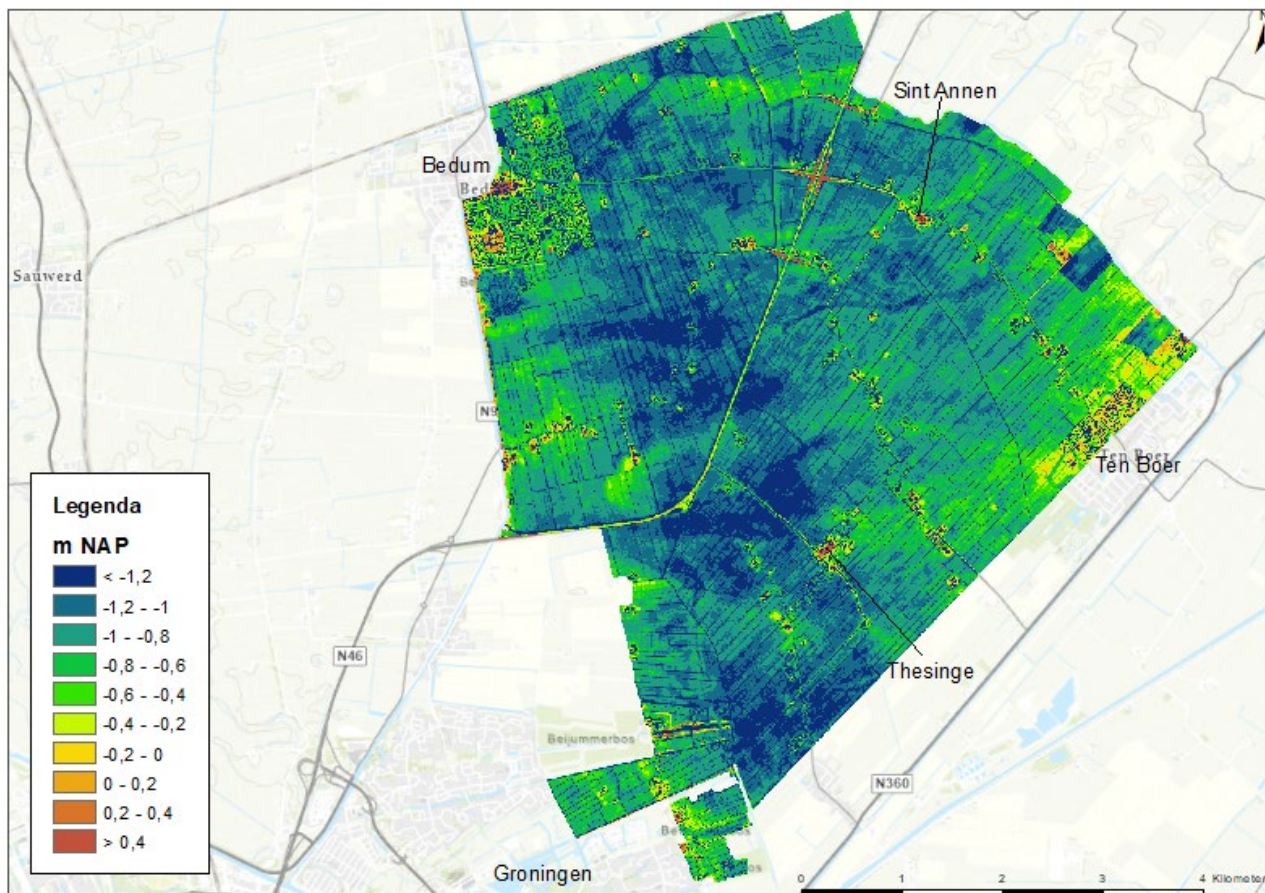 Sint Annen
Bedum
Sauwerd
N46
Ten Boer
Thesinge
Beijummerbos
N360
Groningen
Legenda
m NAP
< -1,2
-1,2 - -1
-1 - -0,8
-0,8 - -0,6
-0,6 - -0,4
-0,4 - -0,2
-0,2 - 0
0 - 0,2
0,2 - 0,4
> 0,4
0 1 2 3 4 Kilometer